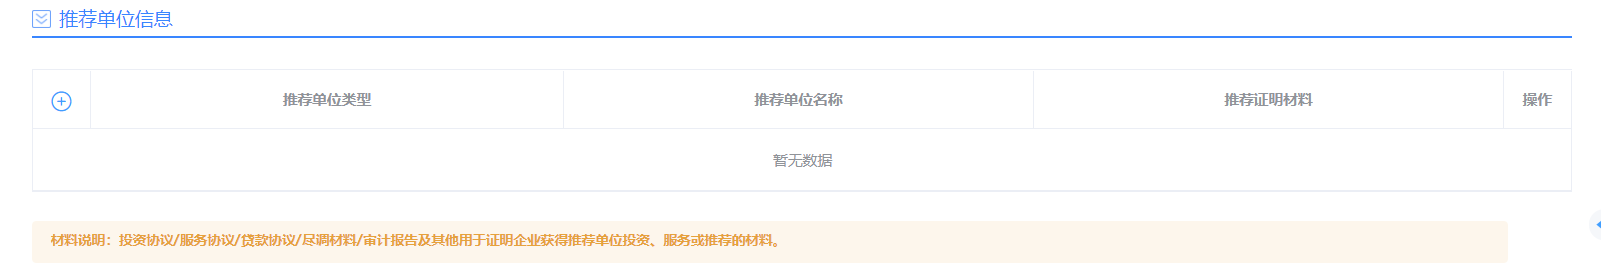 推荐单位信息
推荐单位类型 推荐单位名称 推荐证明材料 操作
暂无数据
材料说明：投资协议/服务协议/贷款协议/尽调材料/审计报告及其他用于证明企业获得推荐单位投资、服务或推荐的材料。